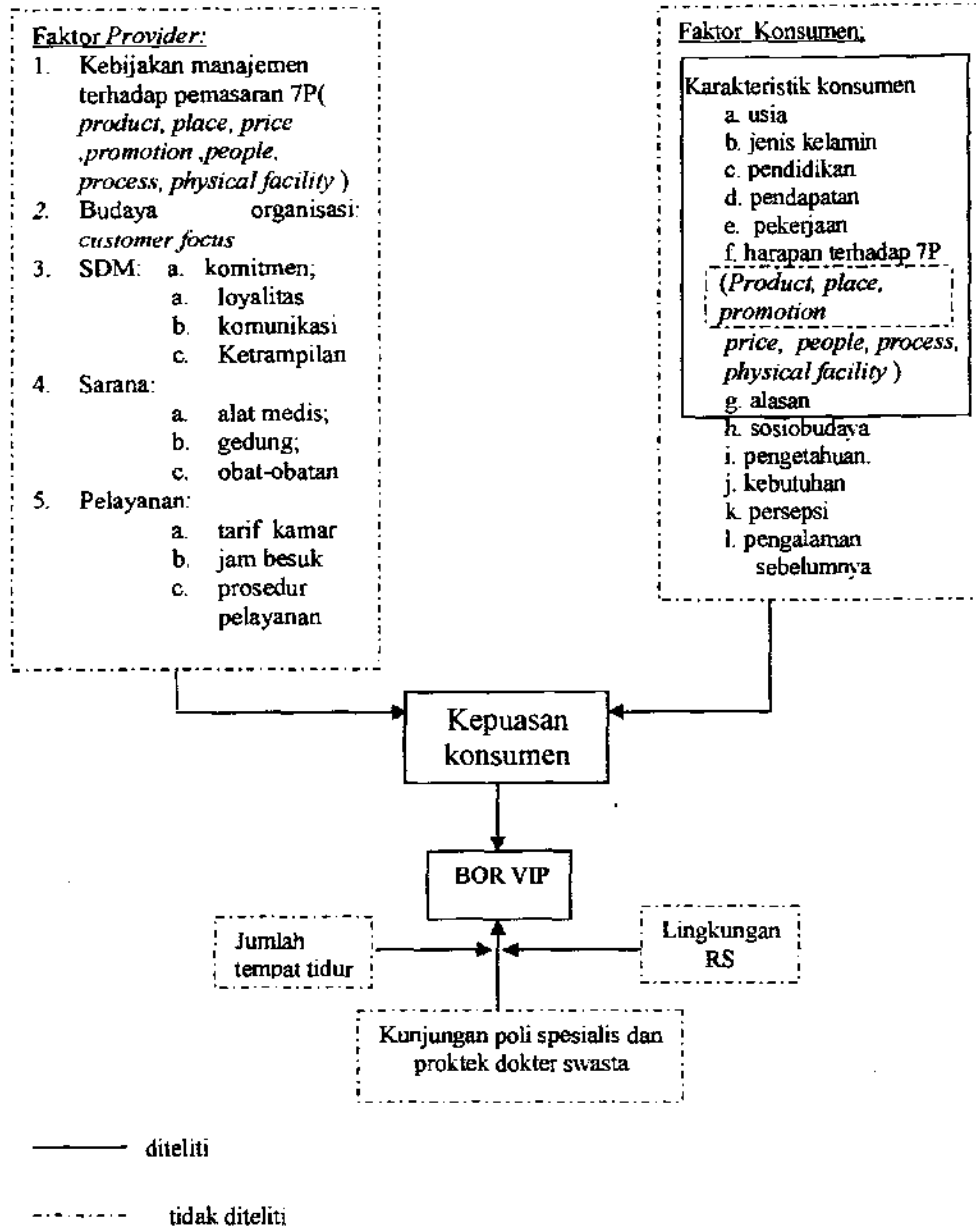 Faktor Provider:
1. Kebijakan manajemen
terhadap pemasaran 7P(
product, place, price
,promotion ,people,
process, physical facility )
2. Budaya organisasi:
customer focus
3. SDM: a. komitmen;
a. loyalitas
b. komunikasi
c. Ketrampilan
4. Sarana:
a. alat medis;
b. gedung;
c. obat-obatan
5. Pelayanan:
a. tarif kamar
b. jam besuk
c. prosedur
pelayanan
Faktor Konsumen;
Karakteristik konsumen
a. usia
b. jenis kelamin
c. pendidikan
d. pendapatan
e. pekerjaan
f. harapan terhadap 7P
(Product, place,
promotion
price, people, process,
physical facility )
g. alasan
h. sosiobudaya
i. pengetahuan.
j. kebutuhan
k. persepsi
l. pengalaman
sebelumnya
Kepuasan
konsumen
BOR VIP
Jumlah
tempat tidur
Lingkungan
RS
Kunjungan poli spesialis dan
proktek dokter swasta
diteliti
tidak diteliti